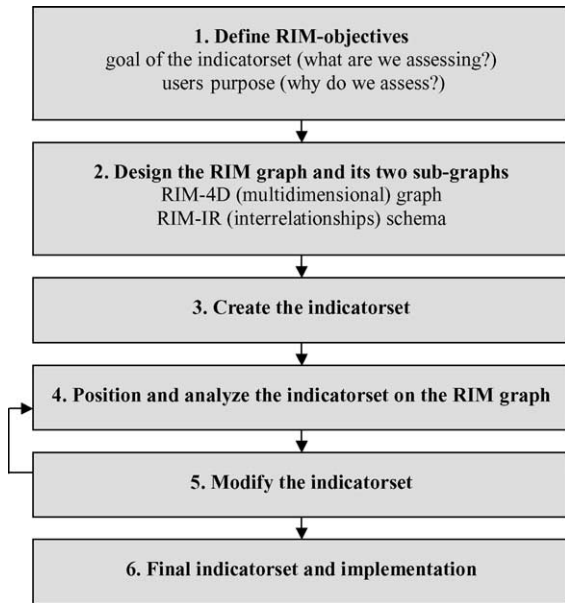 1. Define RIM-objectives
goal of the indicatorset (what are we assessing?)
users purpose (why do we assess?)
2. Design the RIM graph and its two sub-graphs
RIM-4D (multidimensional) graph
RIM-IR (interrelationships) schema
3. Create the indicatorset
4. Position and analyze the indicatorset on the RIM graph
5. Modify the indicatorset
6. Final indicatorset and implementation